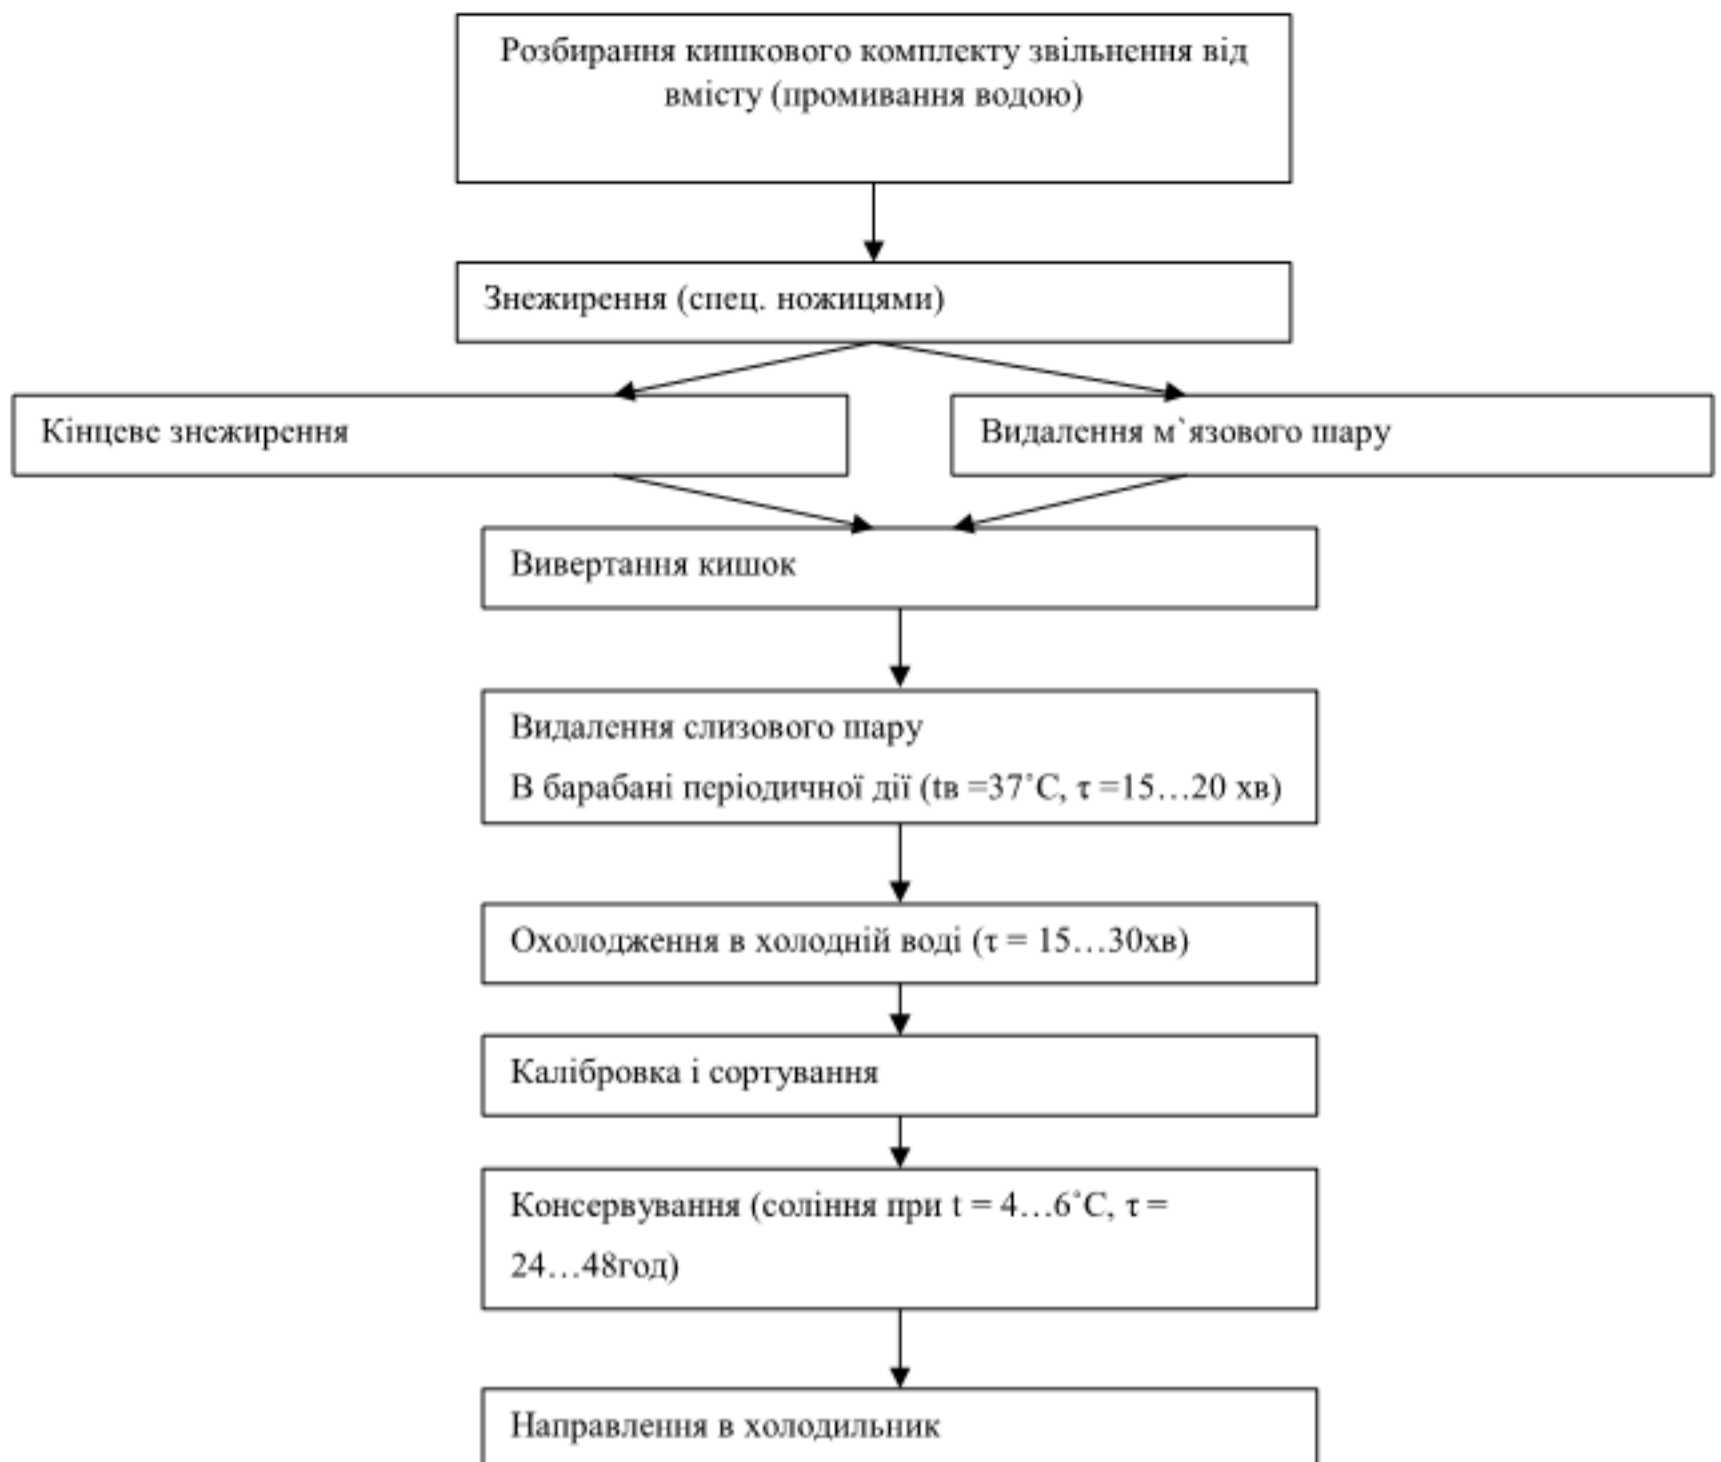 Розбирання кишкового комплекту звільнення від
вмісту (промивання водою)
Знежирення (спец. ножицями)
Кінцеве знежирення
Видалення м`язового шару
Вивертання кишок
Видалення слизового шару
В барабані періодичної дії (tв =37˚С, τ =15…20 хв)
Охолодження в холодній воді (τ = 15…30хв)
Калібровка і сортування
Консервування (соління при t = 4…6˚С, τ =
24…48год)
Направлення в холодильник